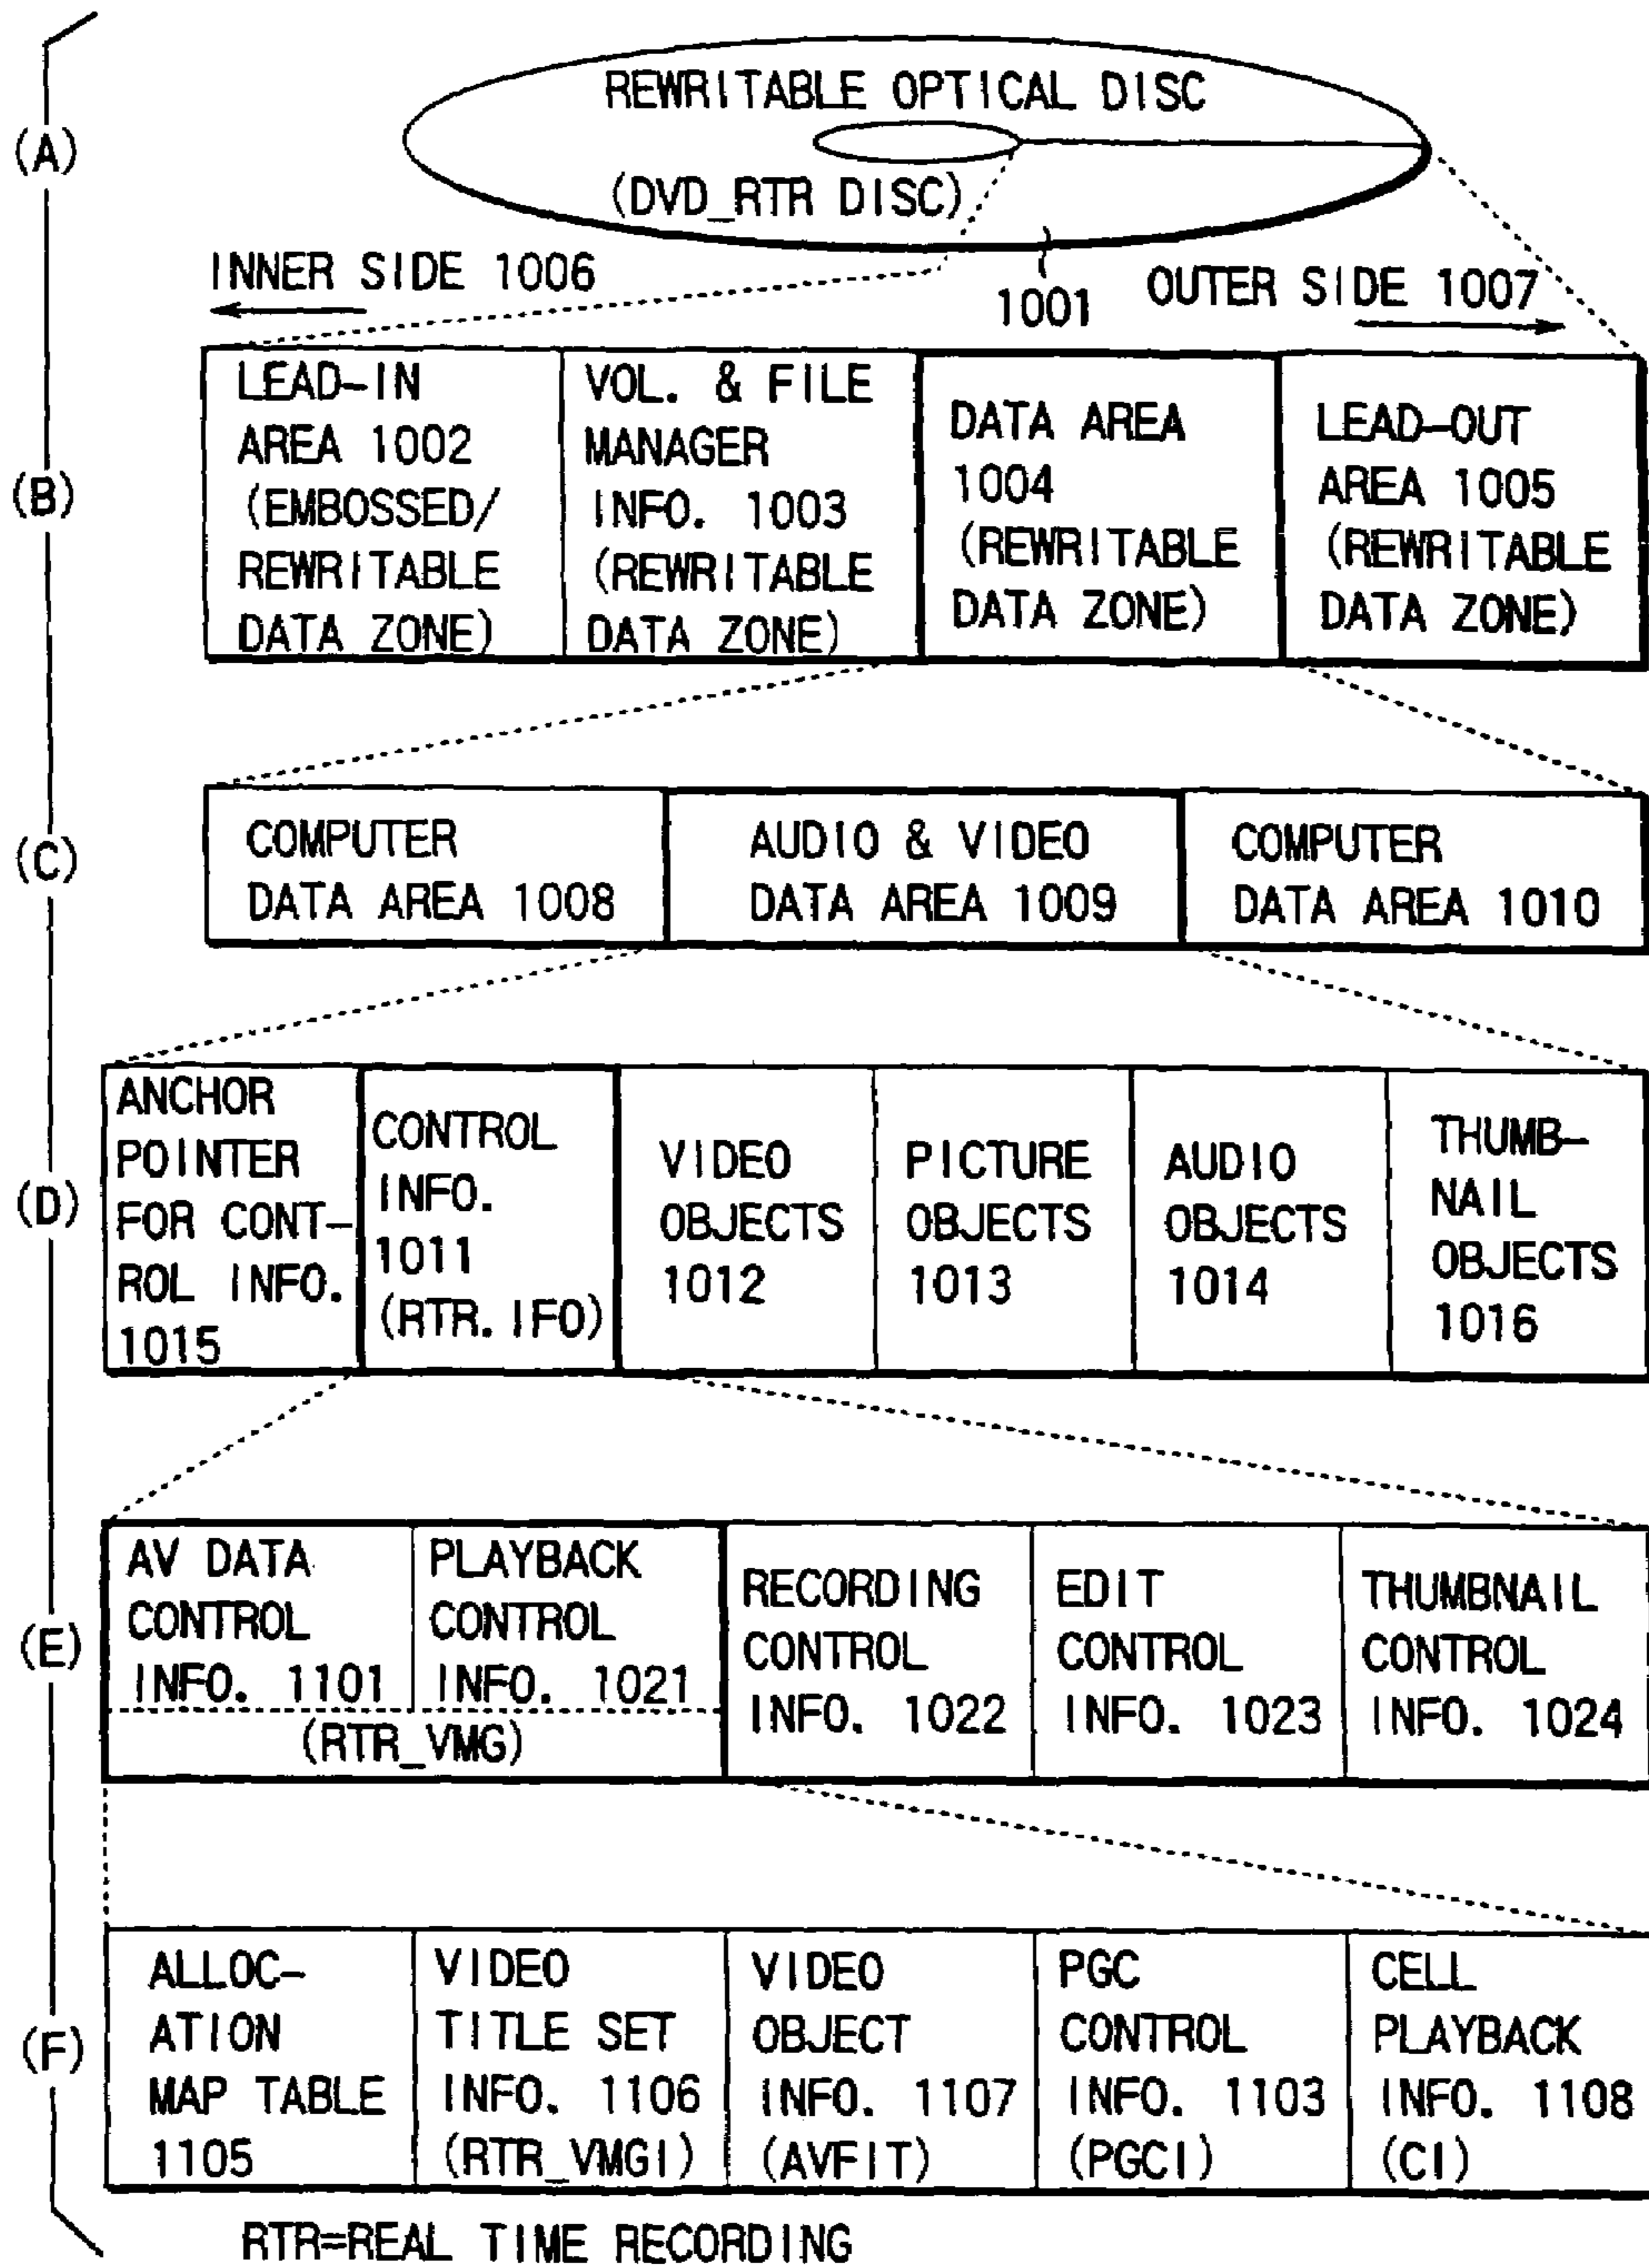 (A)
REWRITABLE OPTICAL DISC
(DVD_RTR DISC)
INNER SIDE 1006
1001
OUTER SIDE 1007
(B)
LEAD-IN
AREA 1002
(EMBOSSED/
REWRITABLE
DATA ZONE)
VOL. & FILE
MANAGER
INFO. 1003
(REWRITABLE
DATA ZONE)
DATA AREA
1004
(REWRITABLE
DATA ZONE)
LEAD-OUT
AREA 1005
(REWRITABLE
DATA ZONE)
(C)
COMPUTER
DATA AREA 1008
AUDIO & VIDEO
DATA AREA 1009
COMPUTER
DATA AREA 1010
(D)
ANCHOR
POINTER
FOR CONT-
ROL INFO.
1015
CONTROL
INFO.
1011
(RTR.IFO)
VIDEO
OBJECTS
1012
PICTURE
OBJECTS
1013
AUDIO
OBJECTS
1014
THUMB-
NAIL
OBJECTS
1016
(E)
AV DATA
CONTROL
INFO. 1101
PLAYBACK
CONTROL
INFO. 1021
(RTR_VMG)
RECORDING
CONTROL
INFO. 1022
EDIT
CONTROL
INFO. 1023
THUMBNAIL
CONTROL
INFO. 1024
(F)
ALLOC-
ATION
MAP TABLE
1105
VIDEO
TITLE SET
INFO. 1106
(RTR_VMGI)
VIDEO
OBJECT
INFO. 1107
(AVFIT)
PGC
CONTROL
INFO. 1103
(PGCI)
CELL
PLAYBACK
INFO. 1108
(CI)
RTR=REAL TIME RECORDING